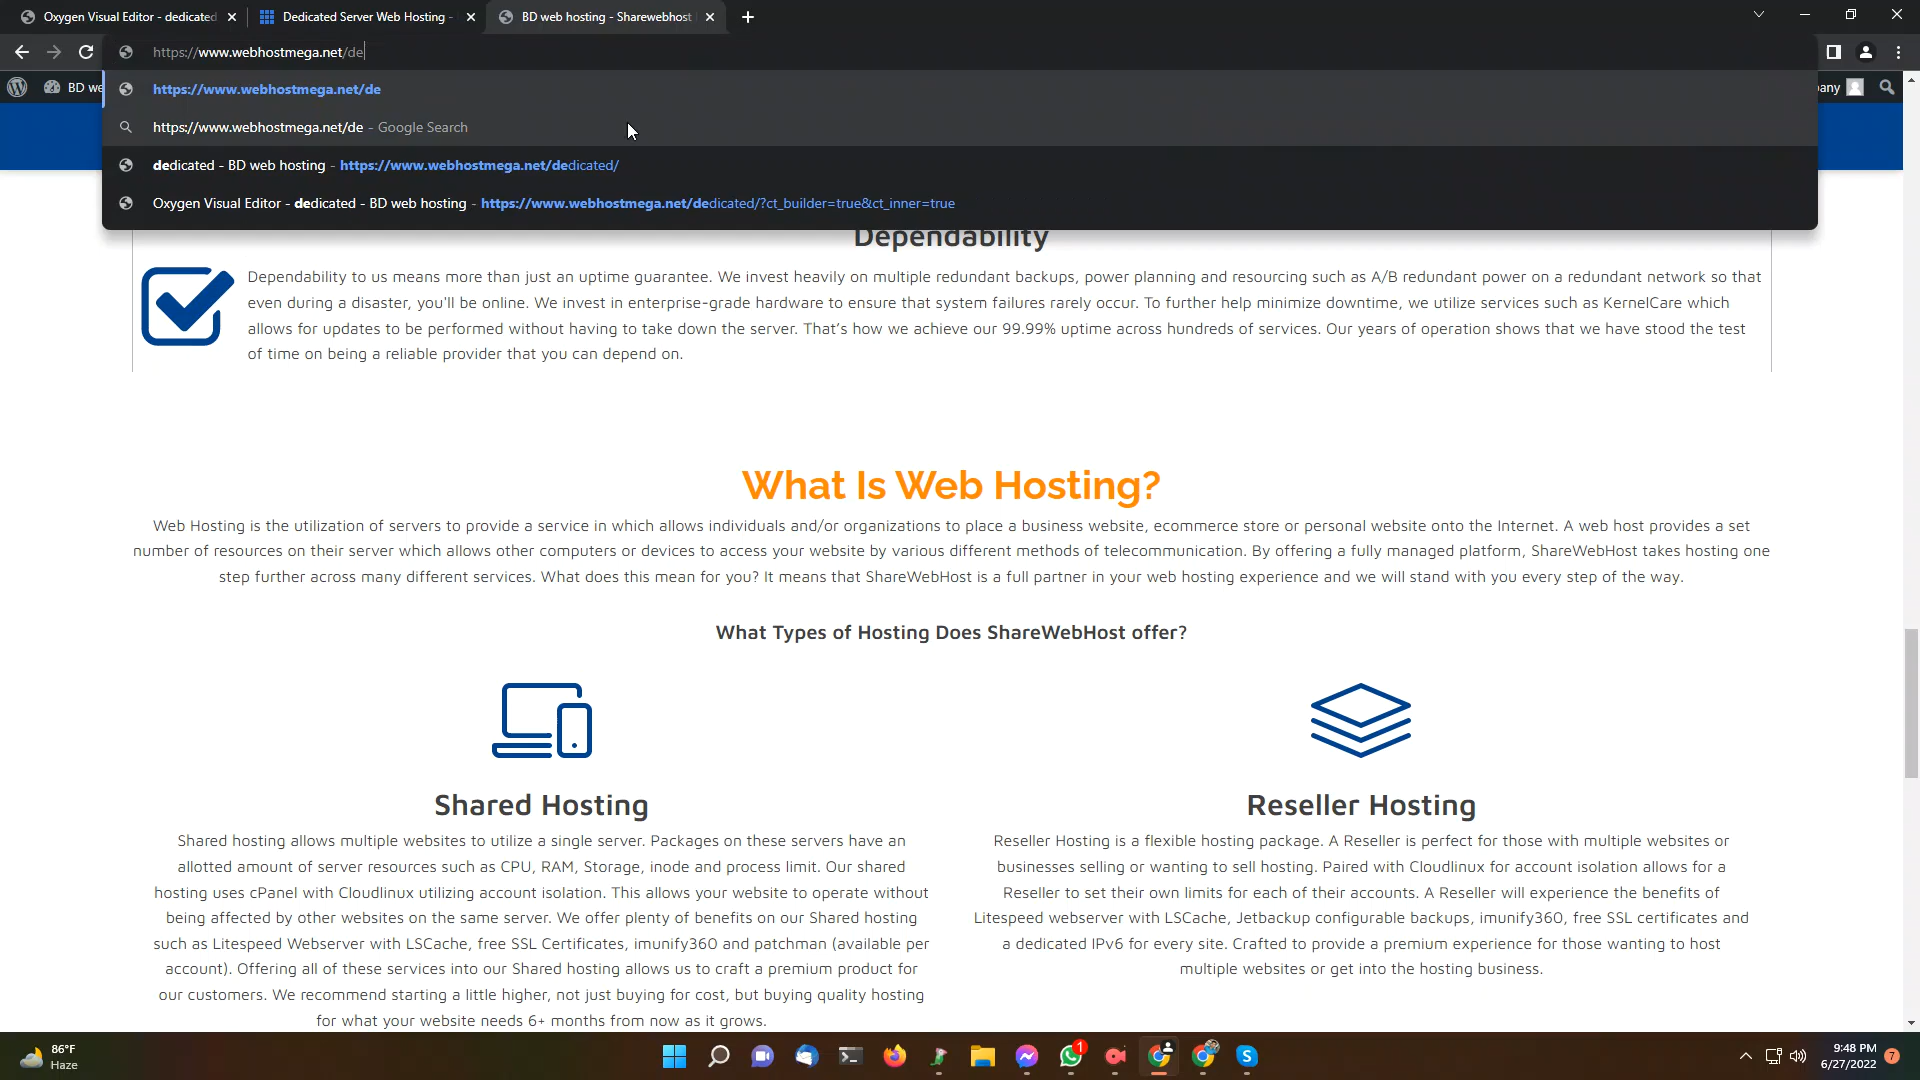 Oxygen Visual Editor - dedicated
Dedicated Server Web Hosting -
BD web hosting - Sharewebhost
https://www.webhostmega.net/de
BD we
https://www.webhostmega.net/de
any
https://www.webhostmega.net/de - Google Search
dedicated - BD web hosting - https://www.webhostmega.net/dedicated/
Oxygen Visual Editor - dedicated - BD web hosting - https://www.webhostmega.net/dedicated/?ct_builder=true&ct_inner=true
Dependability
Dependability to us means more than just an uptime guarantee. We invest heavily on multiple redundant backups, power planning and resourcing such as A/B redundant power on a redundant network so that
even during a disaster, you'll be online. We invest in enterprise-grade hardware to ensure that system failures rarely occur. To further help minimize downtime, we utilize services such as KernelCare which
allows for updates to be performed without having to take down the server. That's how we achieve our 99.99% uptime across hundreds of services. Our years of operation shows that we have stood the test
of time on being a reliable provider that you can depend on.
What Is Web Hosting?
Web Hosting is the utilization of servers to provide a service in which allows individuals and/or organizations to place a business website, ecommerce store or personal website onto the Internet. A web host provides a set
number of resources on their server which allows other computers or devices to access your website by various different methods of telecommunication. By offering a fully managed platform, ShareWebHost takes hosting one
step further across many different services. What does this mean for you? It means that ShareWebHost is a full partner in your web hosting experience and we will stand with you every step of the way.
What Types of Hosting Does ShareWebHost offer?
Shared Hosting
Shared hosting allows multiple websites to utilize a single server. Packages on these servers have an
allotted amount of server resources such as CPU, RAM, Storage, inode and process limit. Our shared
hosting uses cPanel with Cloudlinux utilizing account isolation. This allows your website to operate without
being affected by other websites on the same server. We offer plenty of benefits on our Shared hosting
such as Litespeed Webserver with LSCache, free SSL Certificates, imunify360 and patchman (available per
account). Offering all of these services into our Shared hosting allows us to craft a premium product for
our customers. We recommend starting a little higher, not just buying for cost, but buying quality hosting
for what your website needs 6+ months from now as it grows.
Reseller Hosting
Reseller Hosting is a flexible hosting package. A Reseller is perfect for those with multiple websites or
businesses selling or wanting to sell hosting. Paired with Cloudlinux for account isolation allows for a
Reseller to set their own limits for each of their accounts. A Reseller will experience the benefits of
Litespeed webserver with LSCache, Jetbackup configurable backups, imunify360, free SSL certificates and
a dedicated IPv6 for every site. Crafted to provide a premium experience for those wanting to host
multiple websites or get into the hosting business.
86°F
Haze
1
9:48 PM
6/27/2022
7